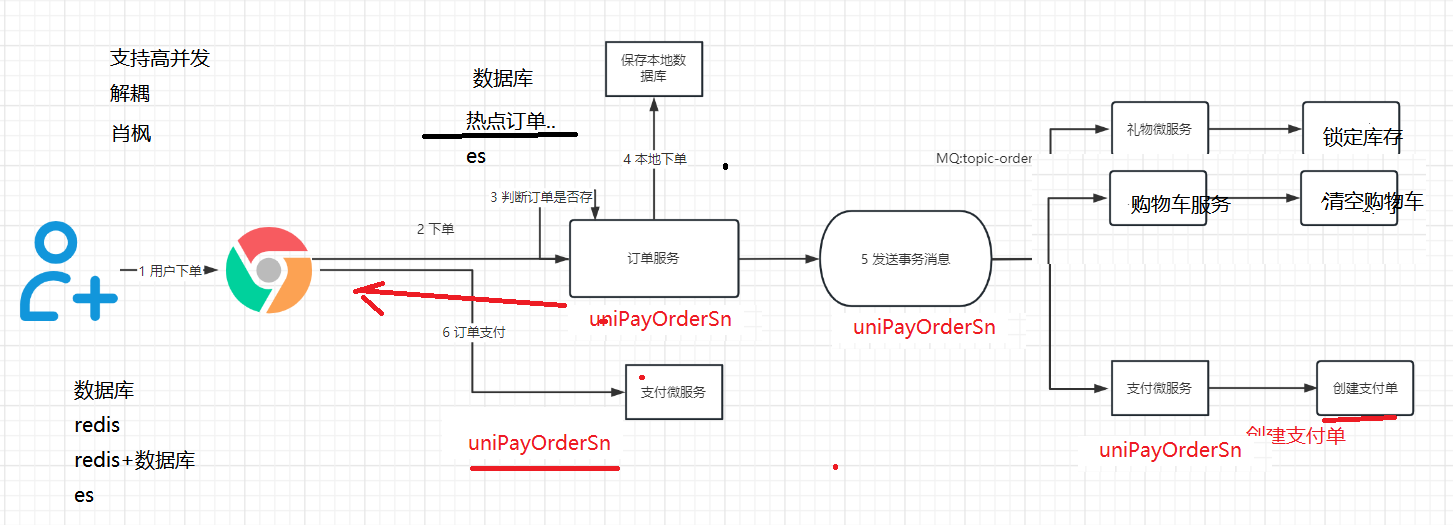 支持高并发
解耦
肖枫
数据库
热点订单..
es
保存本地数
据库
4 本地下单
3 判断订单是否存
2 下单
1 用户下单
订单服务
uniPayOrderSn
5 发送事务消息
uniPayOrderSn
MQ:topic-order
礼物微服务
锁定库存
购物车服务
清空购物车
6 订单支付
支付微服务
uniPayOrderSn
支付微服务
创建支付单
uniPayOrderSn
创建支付单
数据库
redis
redis+数据库
es